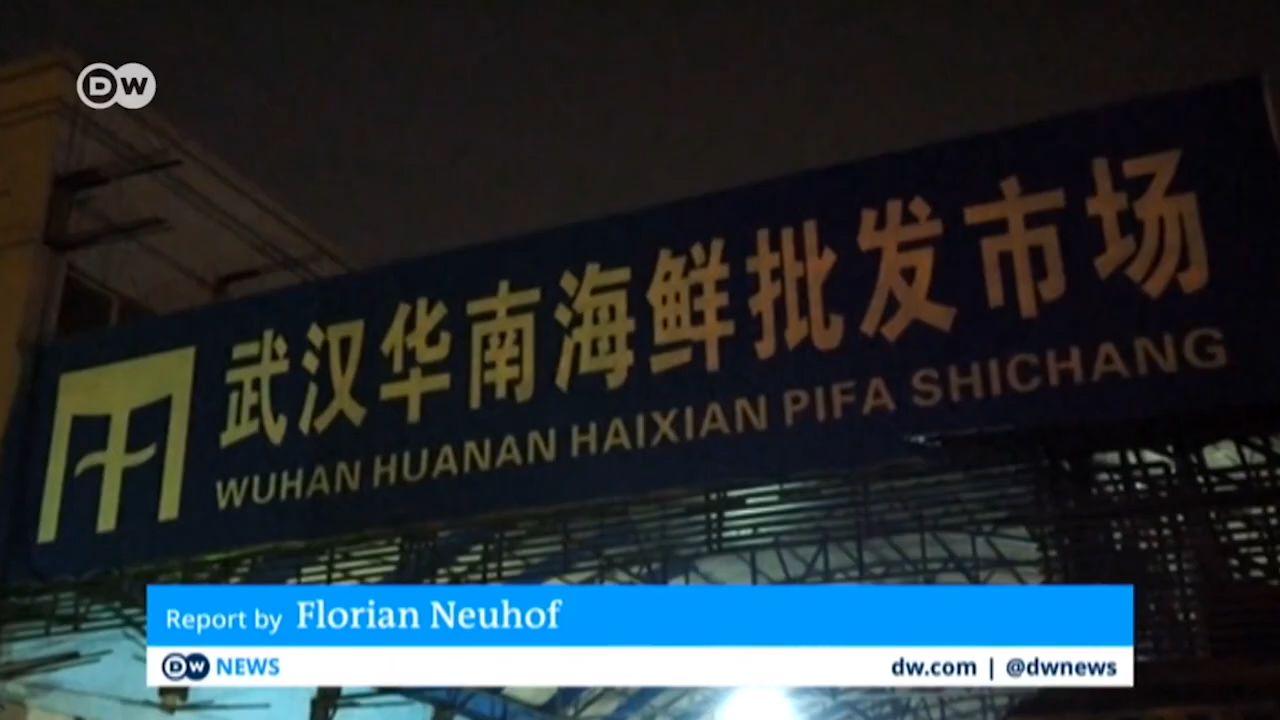 DW
武汉华南海鲜批发市场
WUHAN HUANAN HAIXIAN PIFA SHICHANG
Report by Florian Neuhof
DW NEWS
dw.com | @dwnews